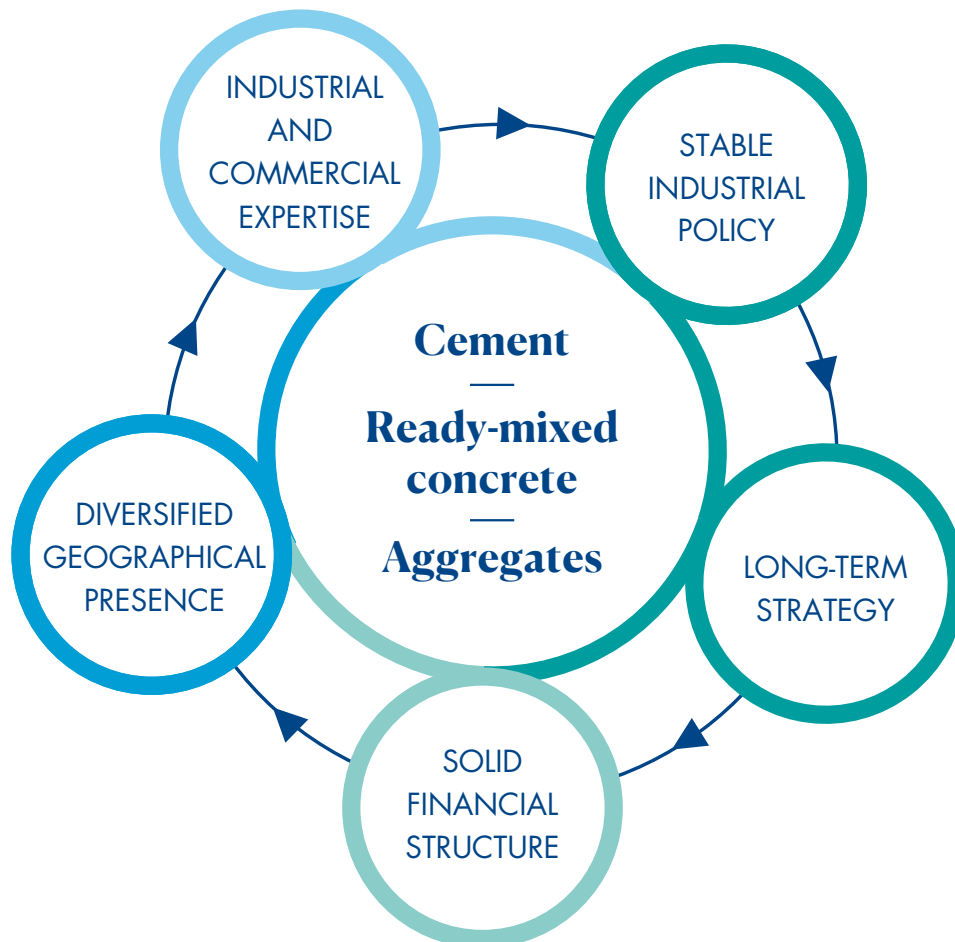 INDUSTRIAL
AND
COMMERCIAL
EXPERTISE
STABLE
INDUSTRIAL
POLICY
Cement
Ready-mixed
concrete
Aggregates
DIVERSIFIED
GEOGRAPHICAL
PRESENCE
LONG-TERM
STRATEGY
SOLID
FINANCIAL
STRUCTURE